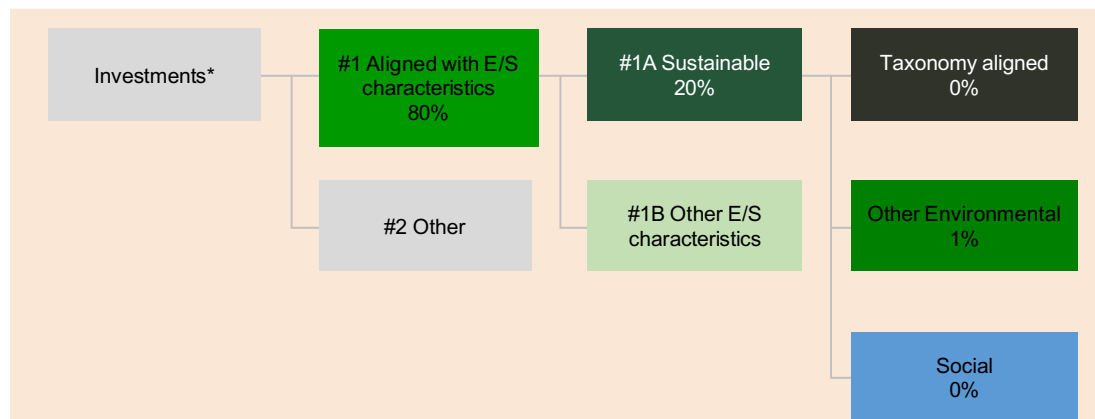 Investments*
#1 Aligned with E/S
characteristics
80%
#1A Sustainable
20%
Taxonomy aligned
0%
#2 Other
#1B Other E/S
characteristics
Other Environmental
1%
Social
0%